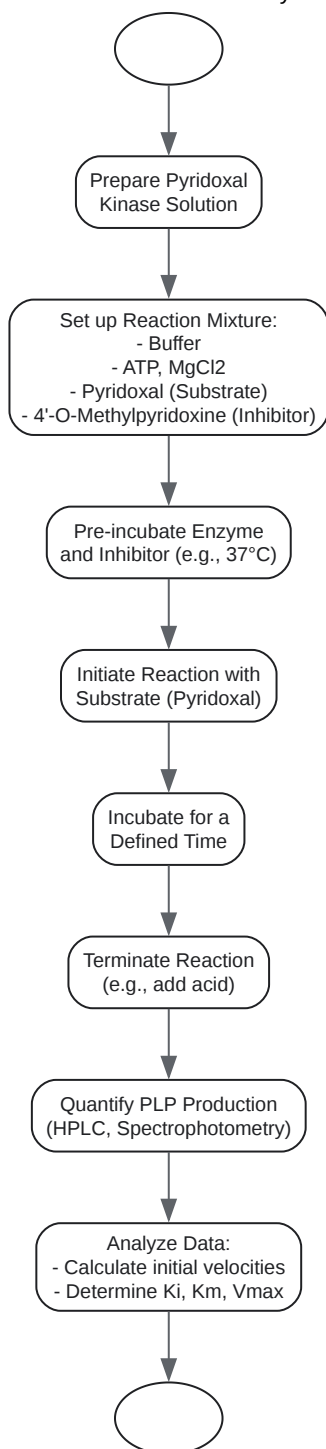 Prepare Pyridoxal
Kinase Solution
Set up Reaction Mixture:
- Buffer
- ATP, MgCl2
- Pyridoxal (Substrate)
- 4'-O-Methylpyridoxine (Inhibitor)
Pre-incubate Enzyme
and Inhibitor (e.g., 37°C)
Initiate Reaction with
Substrate (Pyridoxal)
Incubate for a
Defined Time
Terminate Reaction
(e.g., add acid)
Quantify PLP Production
(HPLC, Spectrophotometry)
Analyze Data:
- Calculate initial velocities
- Determine Ki, Km, Vmax